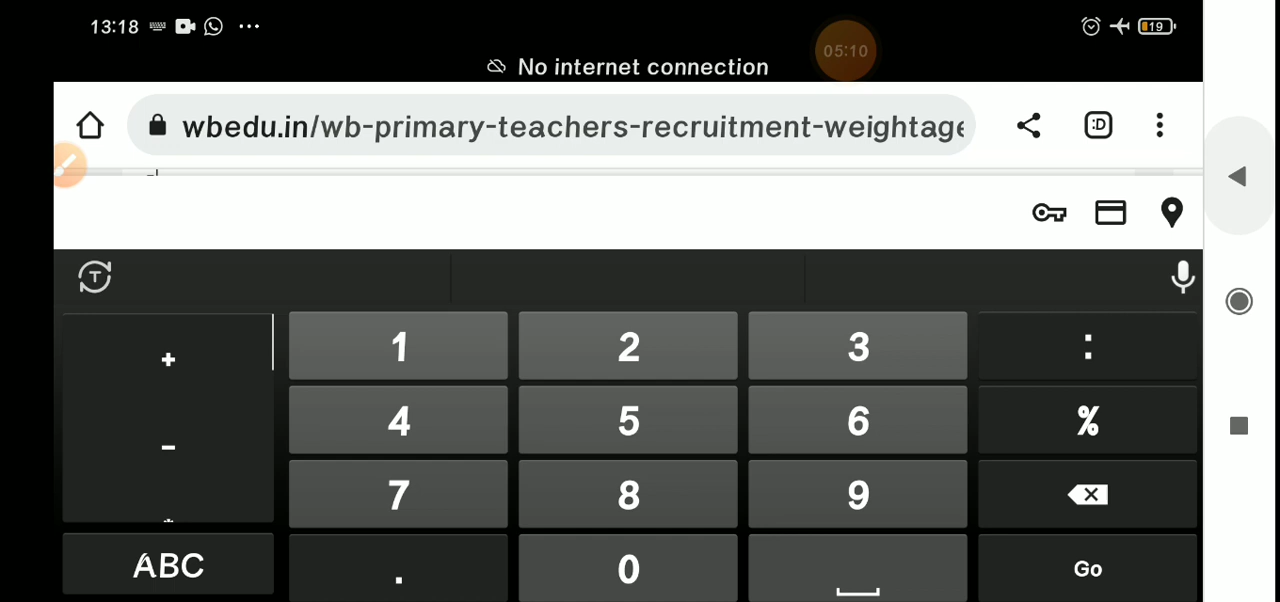 13:18
19
05:10
No internet connection
wbedu.in/wb-primary-teachers-recruitment-weightage
:D
T
+ 1 2 3 :
- 4 5 6 %
* 7 8 9
ABC . 0 Go